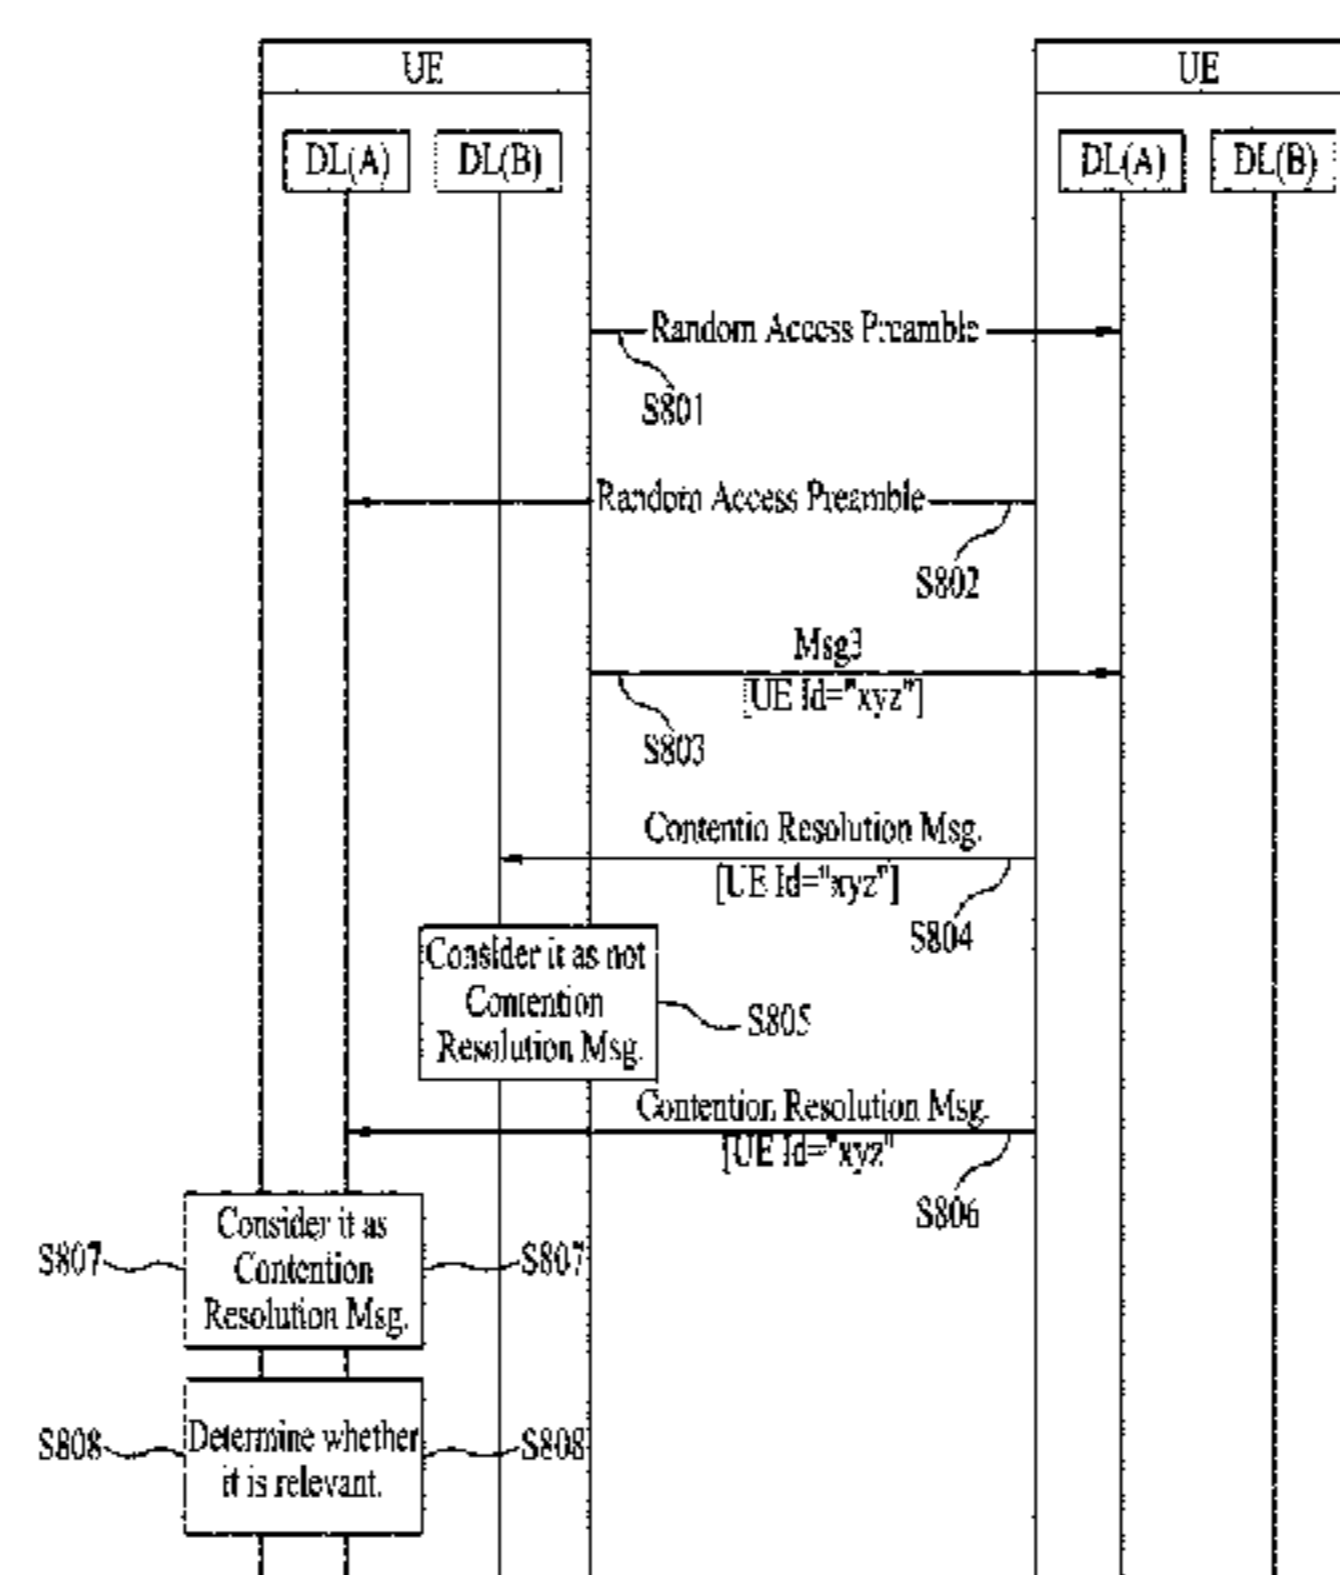 UE
UE
DL(A)
DL(B)
DL(A)
DL(B)
Random Access Preamble
S801
Random Access Preamble
S802
Msg3
[UE Id="xyz"]
S803
Contentio Resolution Msg.
[UE Id="xyz"]
S804
Consider it as not
Contention
Resolution Msg.
S805
Contention Resolution Msg.
[UE Id="xyz"
S806
Consider it as
Contention
Resolution Msg.
S807
S807
Determine whether
it is relevant.
S808
S808